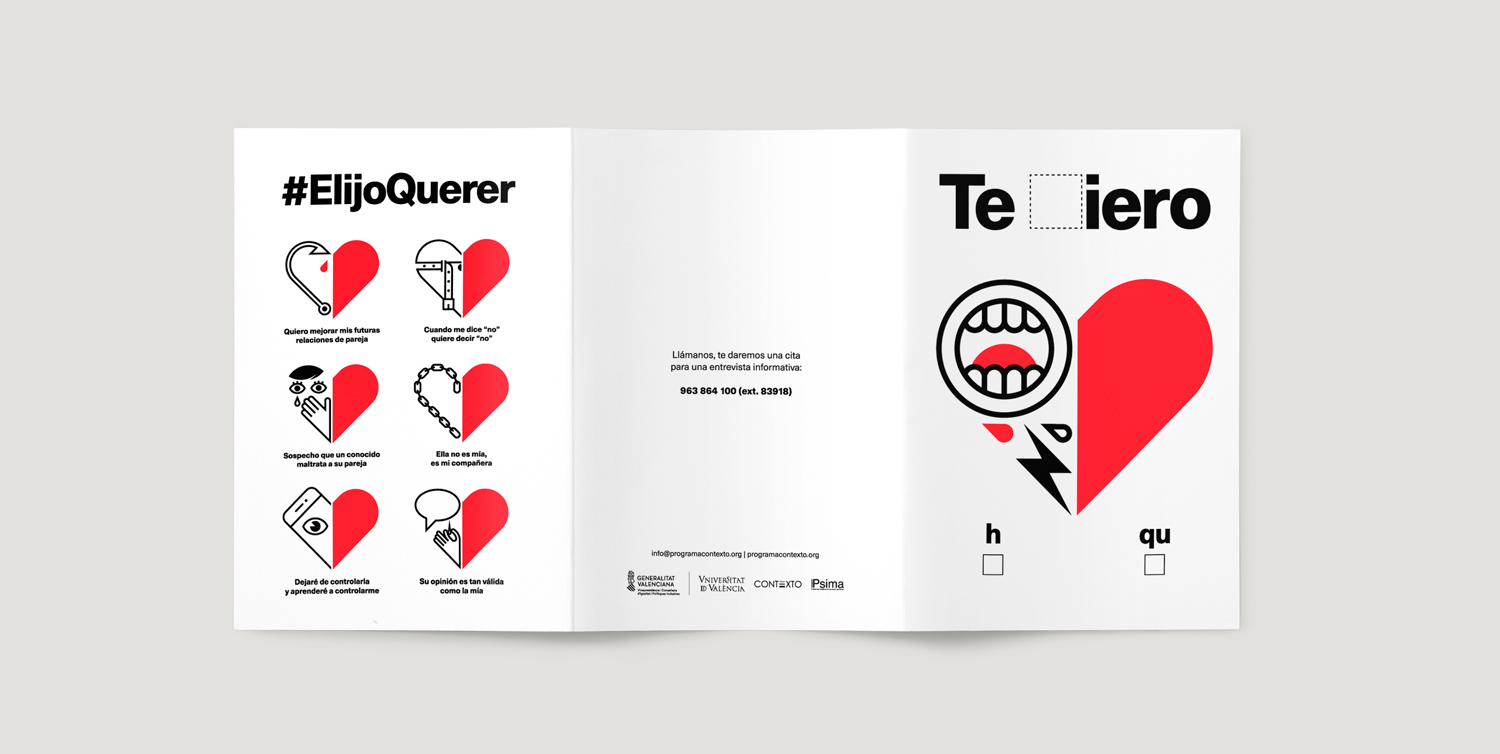 #ElijoQuerer
Quiero mejorar mis futuras
relaciones de pareja
Cuando me dice “no”
quiere decir “no”
Sospecho que un conocido
maltrata a su pareja
Ella no es mía,
es mi compañera
Dejaré de controlarla
y aprenderé a controlarme
Su opinión es tan válida
como la mía
Llámanos, te daremos una cita
para una entrevista informativa:
963 864 100 (ext. 83918)
info@programacontexto.org | programacontexto.org
GENERALITAT
VALENCIANA
VNIVERSITAT
ID VALÈNCIA
CONTEXTO
IPsima
Te iero
h
qu